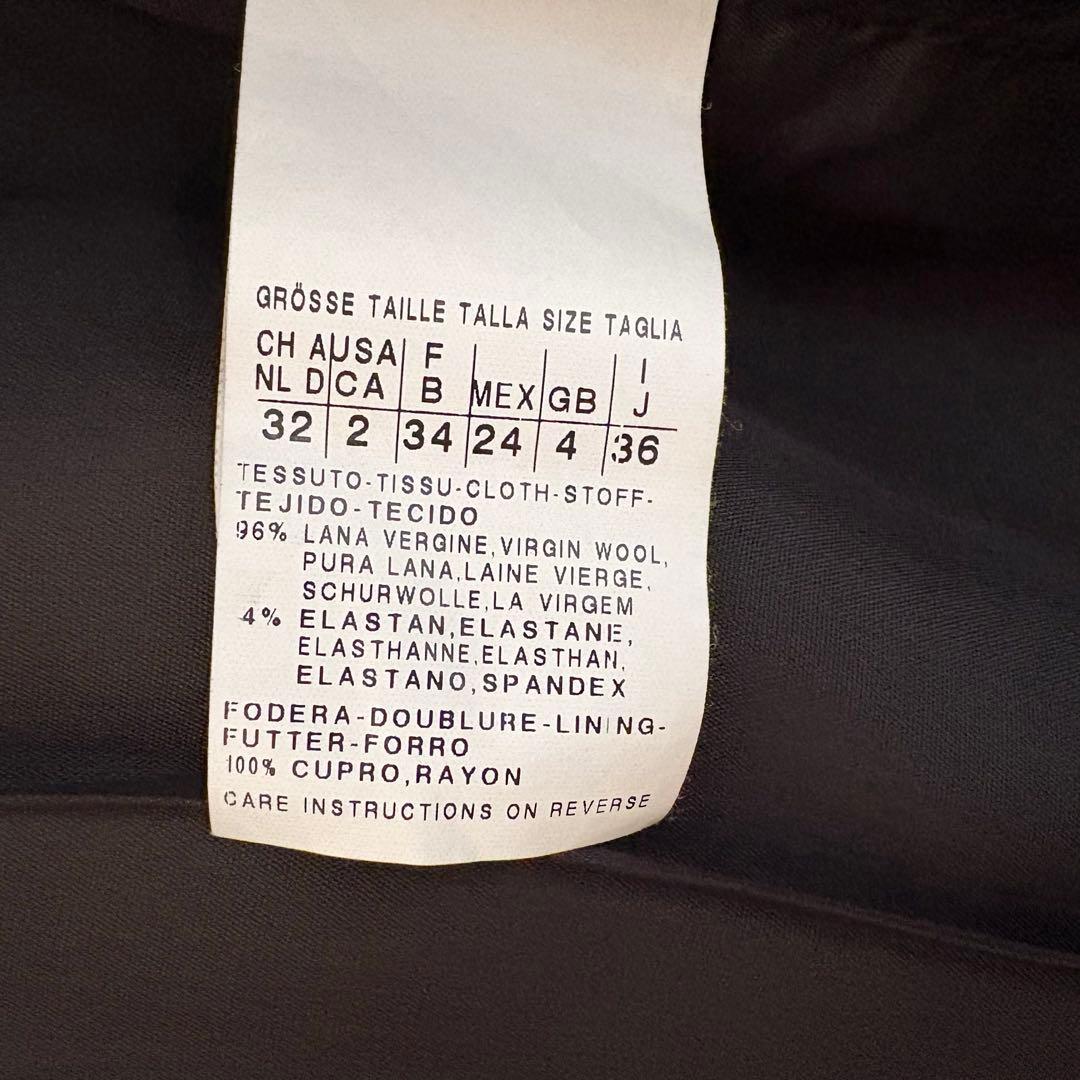 GRÖSSE TAILLE TALLA SIZE TAGLIA
CH A USA F I
NL D CA B MEX GB J
32 2 34 24 4 36
TESSUTO-TISSU-CLOTH-STOFF-
TEJIDO-TECIDO
96% LANA VERGINE,VIRGIN WOOL,
PURA LANA,LAINE VIERGE,
SCHURWOLLE,LA VIRGEM
4% ELASTAN,ELASTANE,
ELASTHANNE,ELASTHAN,
ELASTANO,SPANDEX
FODERA-DOUBLURE-LINING-
FUTTER-FORRO
100% CUPRO,RAYON
CARE INSTRUCTIONS ON REVERSE